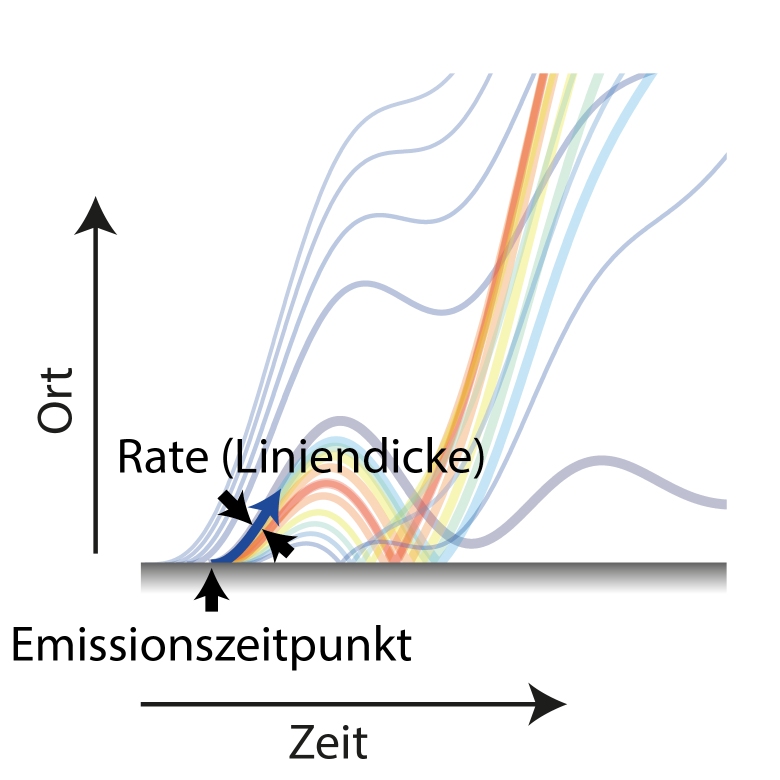 Ort
Rate (Liniendicke)
Emissionszeitpunkt
Zeit